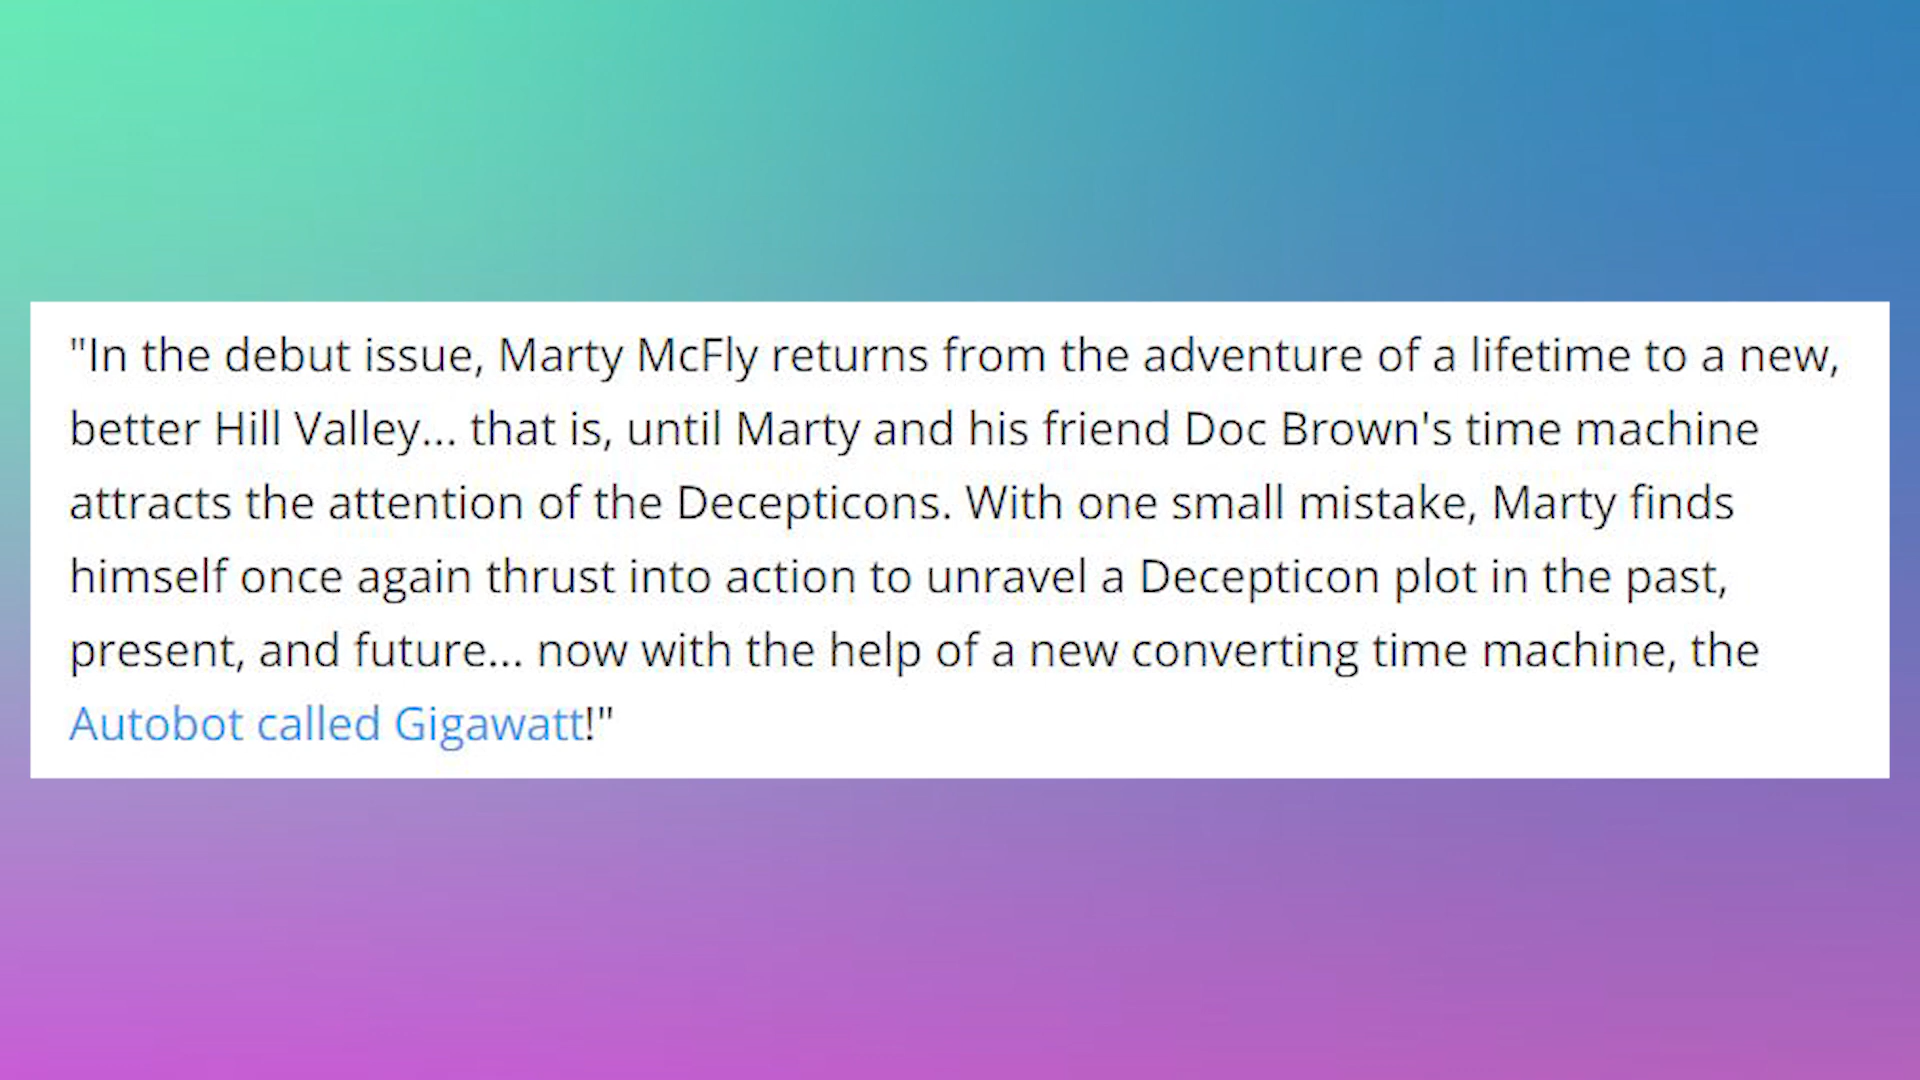 "In the debut issue, Marty McFly returns from the adventure of a lifetime to a new,
better Hill Valley... that is, until Marty and his friend Doc Brown's time machine
attracts the attention of the Decepticons. With one small mistake, Marty finds
himself once again thrust into action to unravel a Decepticon plot in the past,
present, and future... now with the help of a new converting time machine, the
Autobot called Gigawatt!"